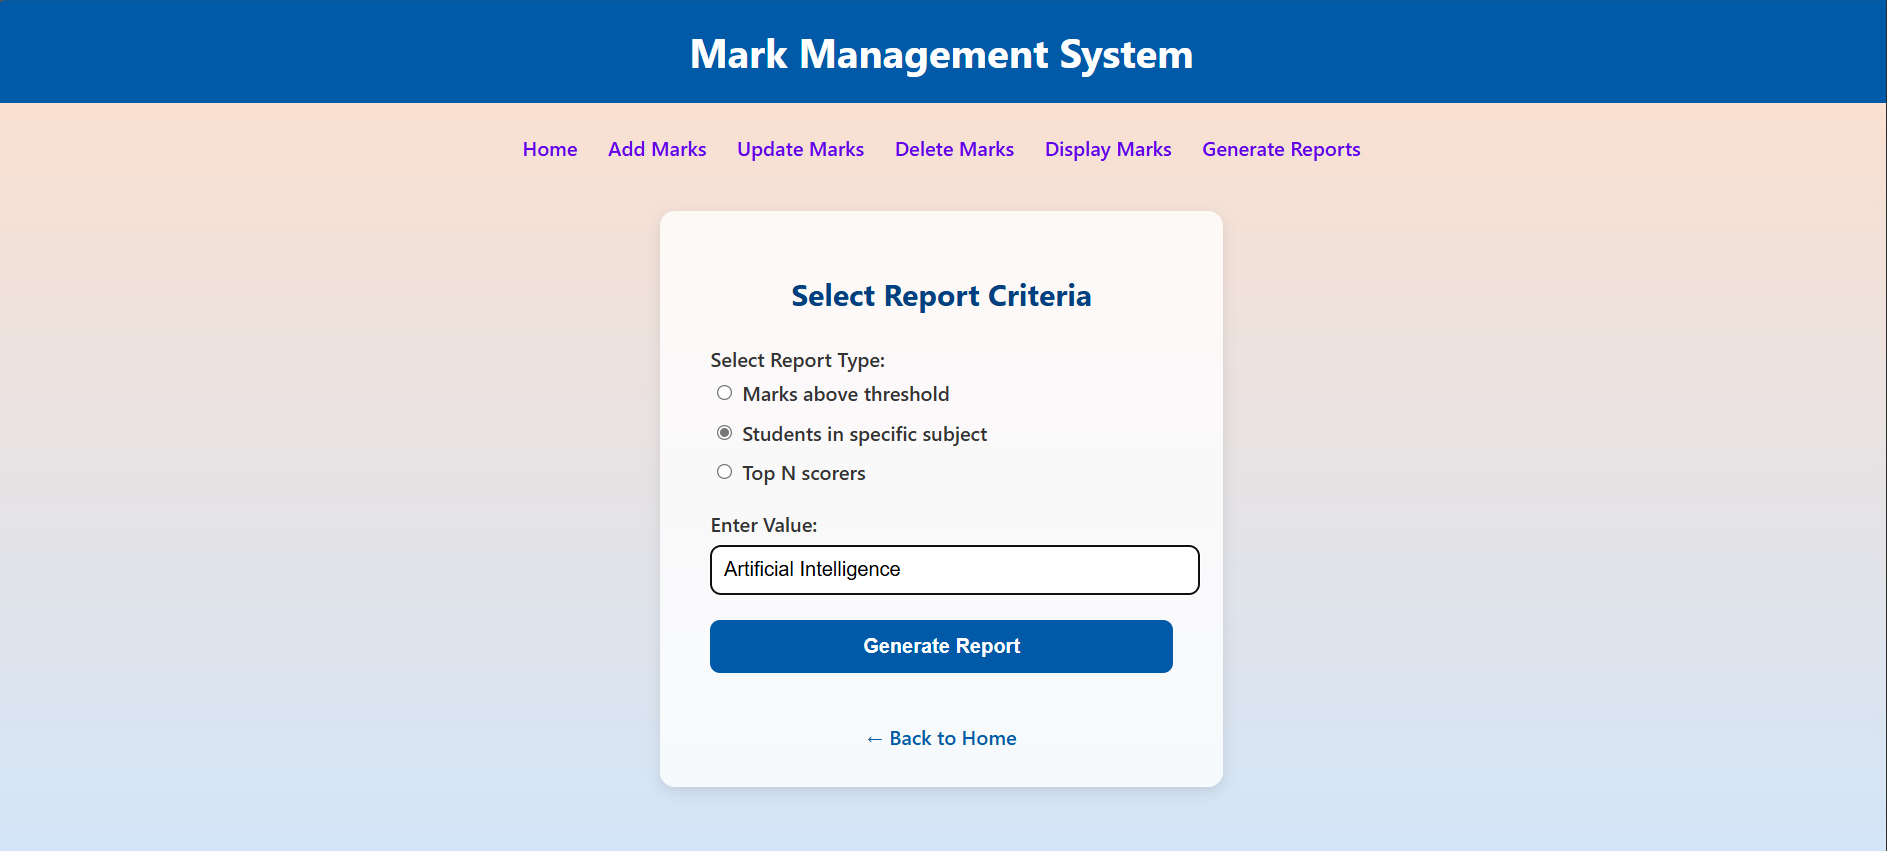 Mark Management System
Home Add Marks Update Marks Delete Marks Display Marks Generate Reports
Select Report Criteria
Select Report Type:
Marks above threshold
Students in specific subject
Top N scorers
Enter Value:
Artificial Intelligence
Generate Report
← Back to Home